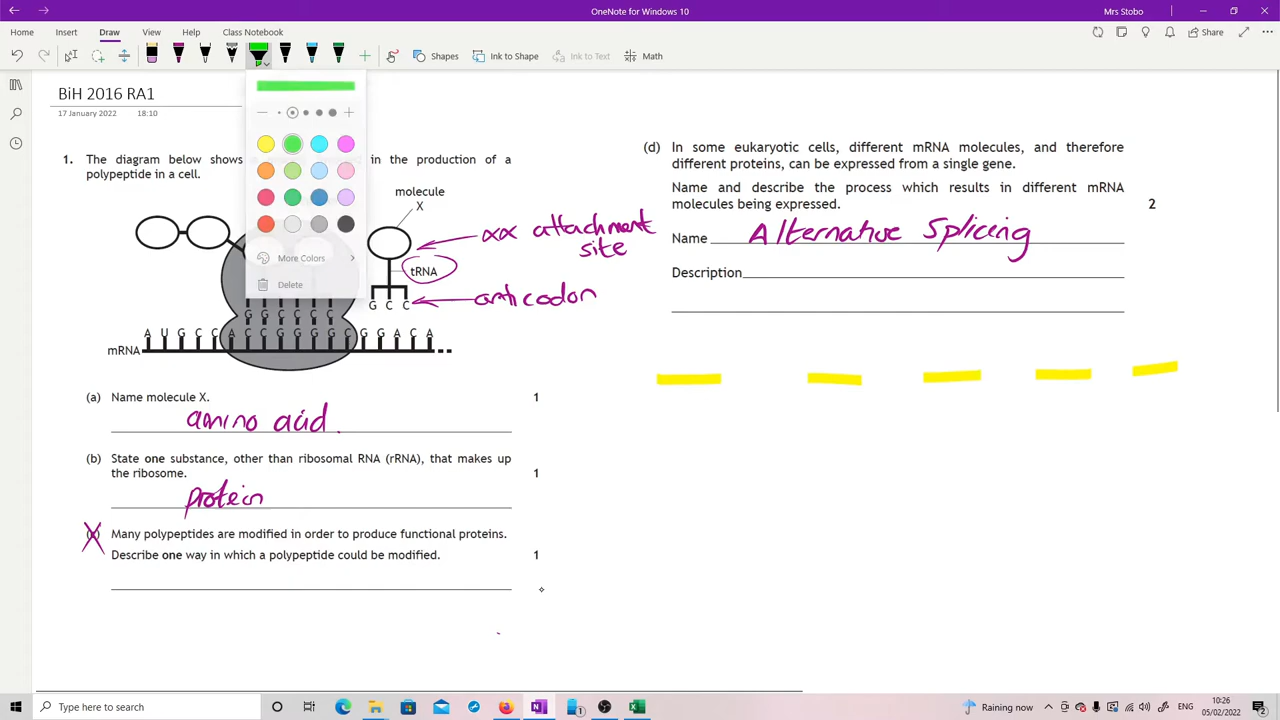 OneNote for Windows 10
Mrs Stobo
Home Insert Draw View Help Class Notebook
Share
Shapes Ink to Shape Ink to Text Math
BiH 2016 RA1
17 January 2022 18:10
More Colors
Delete
1. The diagram below shows in the production of a
polypeptide in a cell.
molecule
X
αα attachment
site
tRNA
G C C
anticodon
G G C C C C
A U G C C A C C G G G G C G G A C A
mRNA
(a) Name molecule X. 1
amino acid.
(b) State one substance, other than ribosomal RNA (rRNA), that makes up
the ribosome. 1
protein
(c) Many polypeptides are modified in order to produce functional proteins.
Describe one way in which a polypeptide could be modified. 1
(d) In some eukaryotic cells, different mRNA molecules, and therefore
different proteins, can be expressed from a single gene.
Name and describe the process which results in different mRNA
molecules being expressed. 2
Name Alternative Splicing
Description
Type here to search
Raining now
ENG
10:26
05/02/2022
2